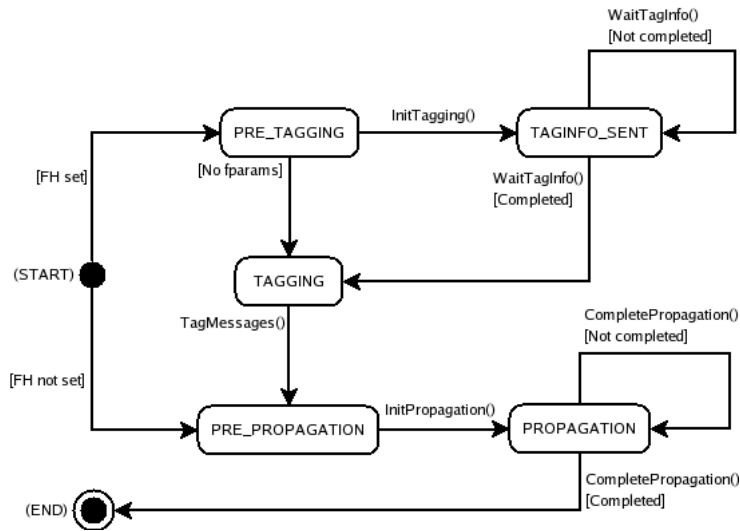 WaitTagInfo()
[Not completed]
PRE_TAGGING
InitTagging()
TAGINFO_SENT
[FH set]
[No fparams]
WaitTagInfo()
[Completed]
(START)
TAGGING
TagMessages()
CompletePropagation()
[Not completed]
[FH not set]
PRE_PROPAGATION
InitPropagation()
PROPAGATION
CompletePropagation()
[Completed]
(END)